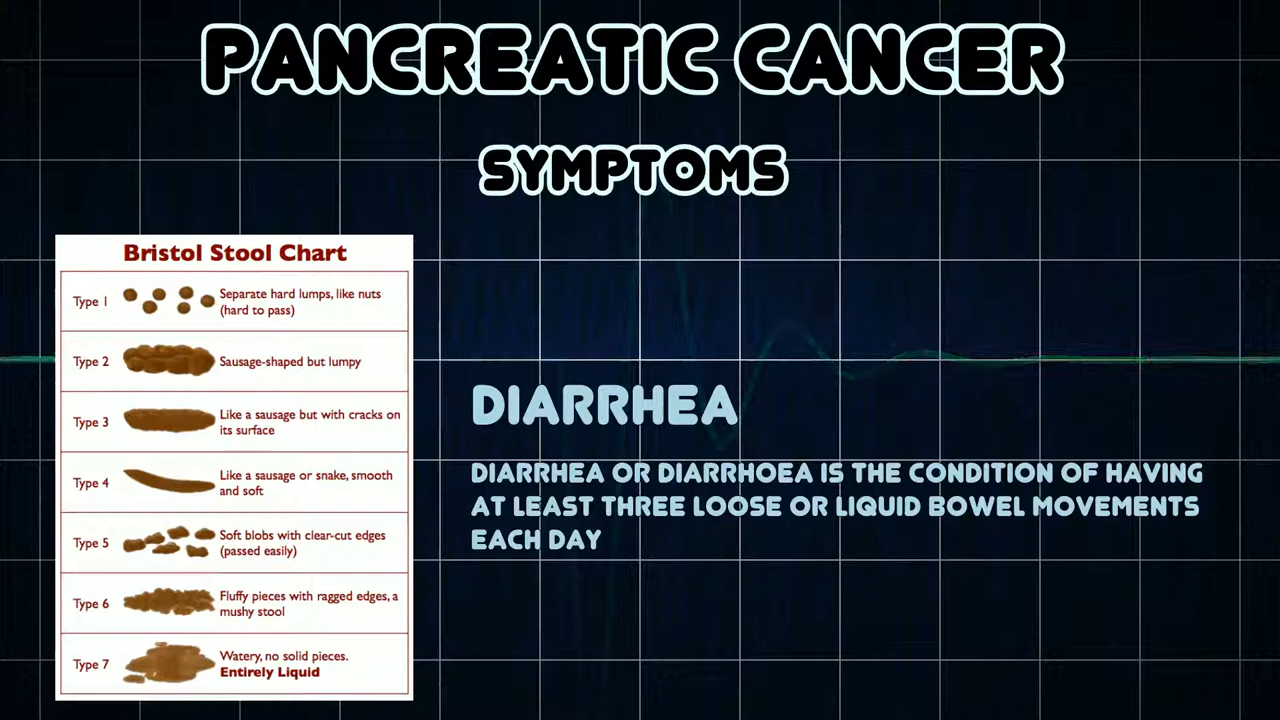 PANCREATIC CANCER
SYMPTOMS
Bristol Stool Chart
Type 1
Separate hard lumps, like nuts
(hard to pass)
Type 2
Sausage-shaped but lumpy
Type 3
Like a sausage but with cracks on
its surface
Type 4
Like a sausage or snake, smooth
and soft
Type 5
Soft blobs with clear-cut edges
(passed easily)
Type 6
Fluffy pieces with ragged edges, a
mushy stool
Type 7
Watery, no solid pieces.
Entirely Liquid
DIARRHEA
DIARRHEA OR DIARRHOEA IS THE CONDITION OF HAVING
AT LEAST THREE LOOSE OR LIQUID BOWEL MOVEMENTS
EACH DAY